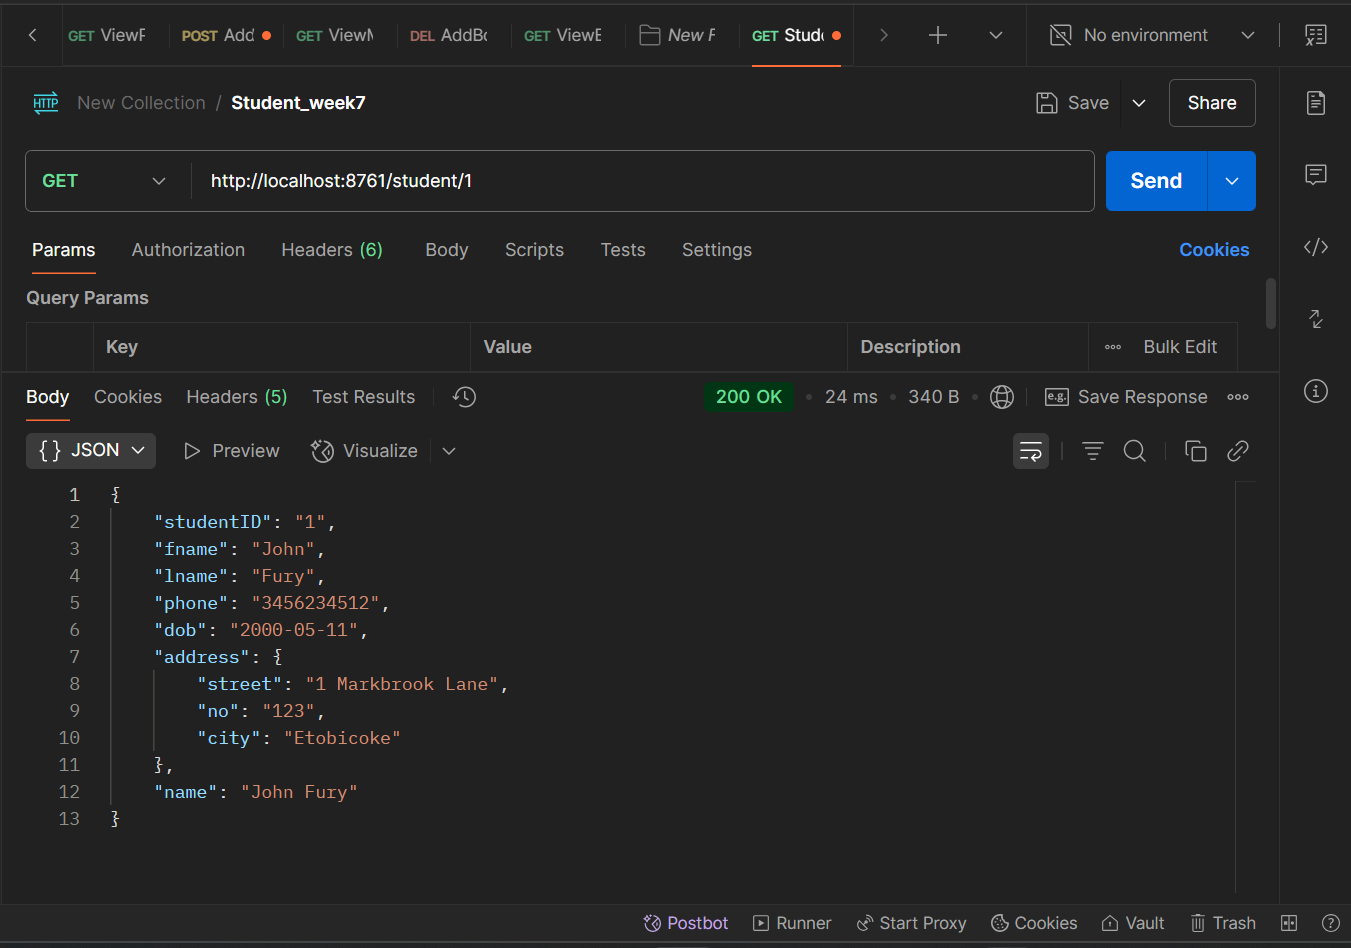 GET ViewF POST Add GET ViewM DEL AddBo GET ViewE New F GET Stude No environment
HTTP New Collection / Student_week7 Save Share
GET http://localhost:8761/student/1 Send
Params Authorization Headers (6) Body Scripts Tests Settings Cookies
Query Params
Key Value Description Bulk Edit
Body Cookies Headers (5) Test Results 200 OK • 24 ms • 340 B • e.g. Save Response
{} JSON Preview Visualize
1 {
2 "studentID": "1",
3 "fname": "John",
4 "lname": "Fury",
5 "phone": "3456234512",
6 "dob": "2000-05-11",
7 "address": {
8 "street": "1 Markbrook Lane",
9 "no": "123",
10 "city": "Etobicoke"
11 },
12 "name": "John Fury"
13 }
Postbot Runner Start Proxy Cookies Vault Trash